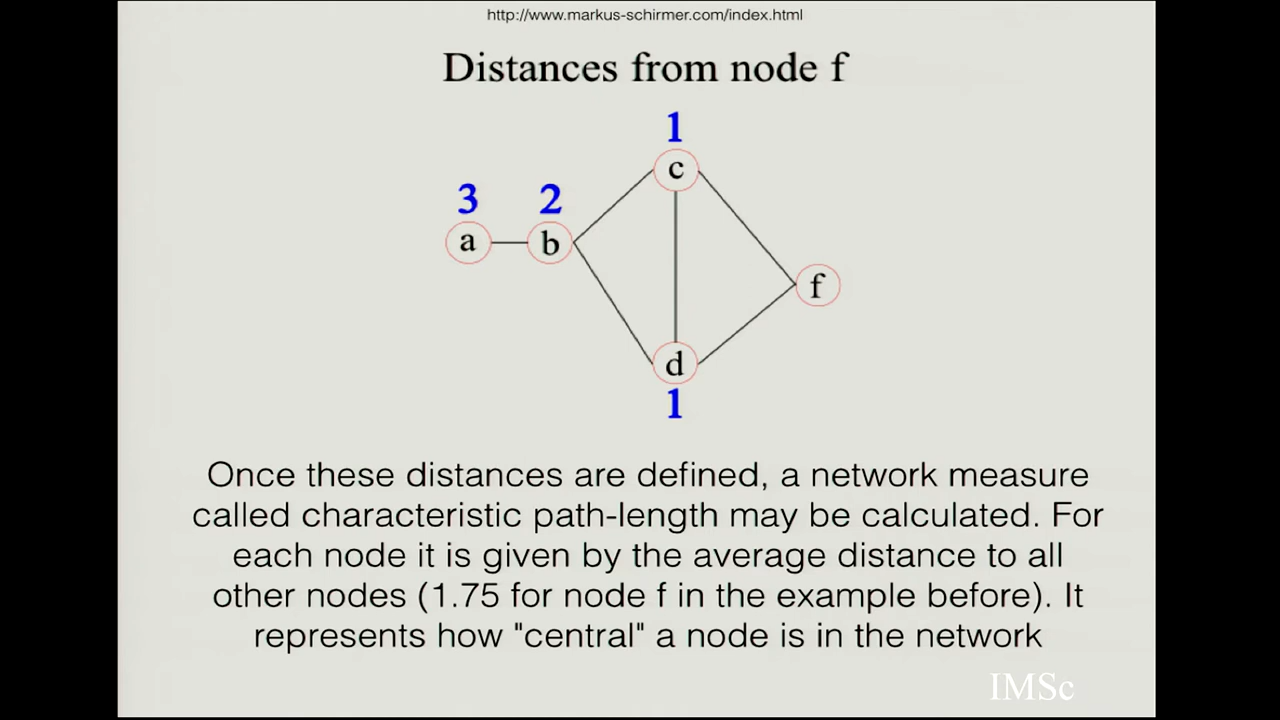 http://www.markus-schirmer.com/index.html
Distances from node f
1
c
3
2
a
b
f
d
1
Once these distances are defined, a network measure
called characteristic path-length may be calculated. For
each node it is given by the average distance to all
other nodes (1.75 for node f in the example before). It
represents how "central" a node is in the network
IMSc